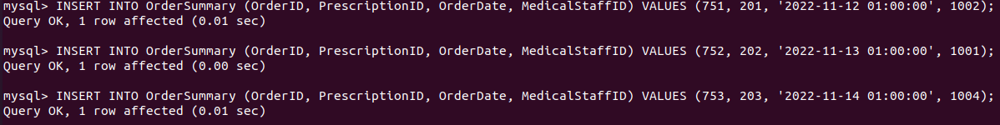 mysql> INSERT INTO OrderSummary (OrderID, PrescriptionID, OrderDate, MedicalStaffID) VALUES (751, 201, '2022-11-12 01:00:00', 1002);
Query OK, 1 row affected (0.01 sec)
mysql> INSERT INTO OrderSummary (OrderID, PrescriptionID, OrderDate, MedicalStaffID) VALUES (752, 202, '2022-11-13 01:00:00', 1001);
Query OK, 1 row affected (0.00 sec)
mysql> INSERT INTO OrderSummary (OrderID, PrescriptionID, OrderDate, MedicalStaffID) VALUES (753, 203, '2022-11-14 01:00:00', 1004);
Query OK, 1 row affected (0.01 sec)